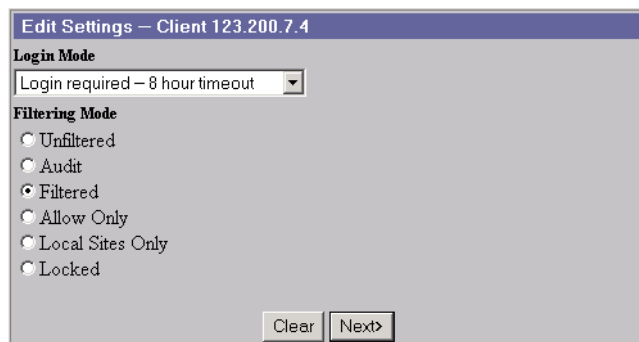 Edit Settings – Client 123.200.7.4
Login Mode
Login required – 8 hour timeout
Filtering Mode
Unfiltered
Audit
Filtered
Allow Only
Local Sites Only
Locked
Clear Next>